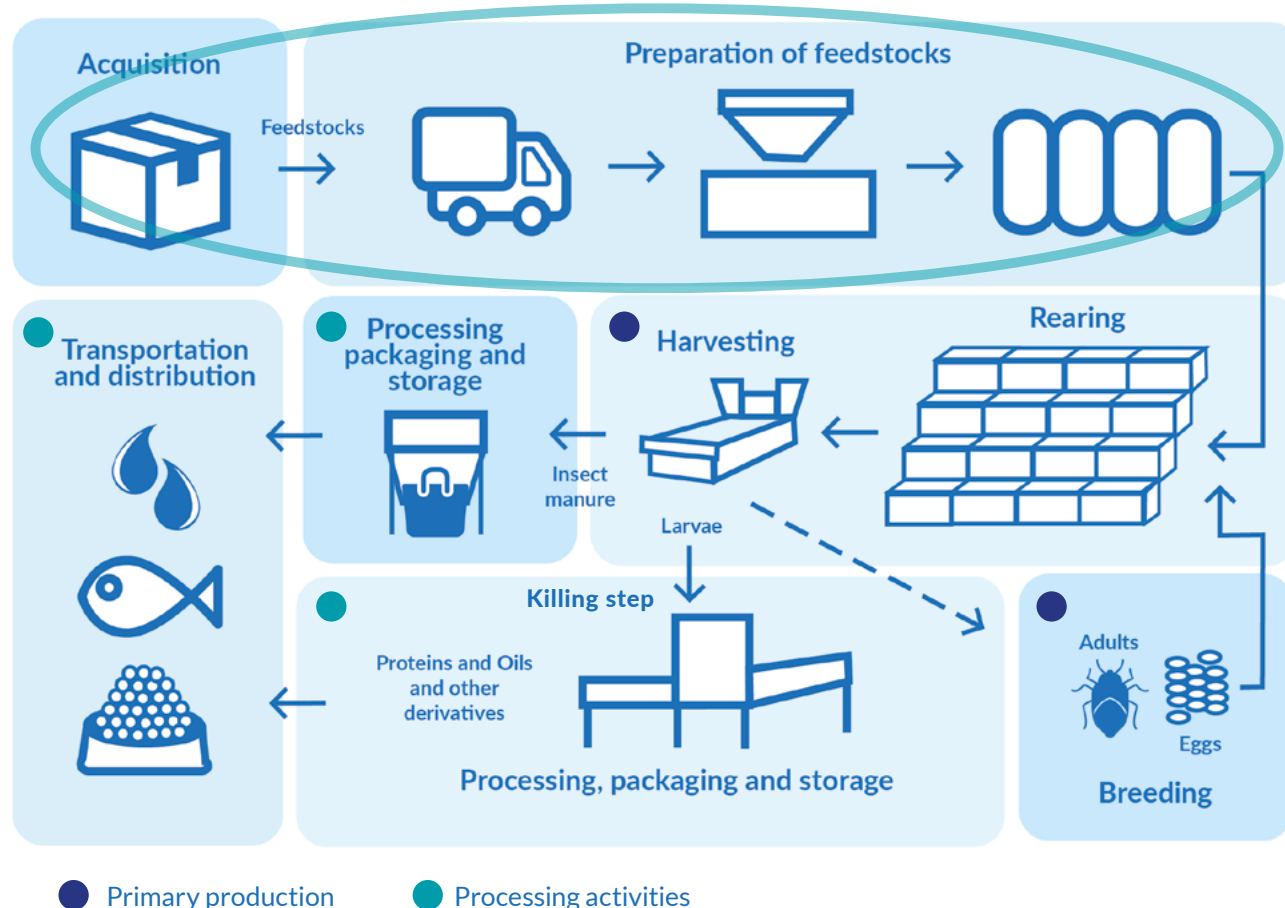 Acquisition
Preparation of feedstocks
Feedstocks
Transportation
and distribution
Processing
packaging and
storage
Harvesting
Rearing
Insect
manure
Larvae
Killing step
Proteins and Oils
and other
derivatives
Processing, packaging and storage
Adults
Eggs
Breeding
Primary production
Processing activities